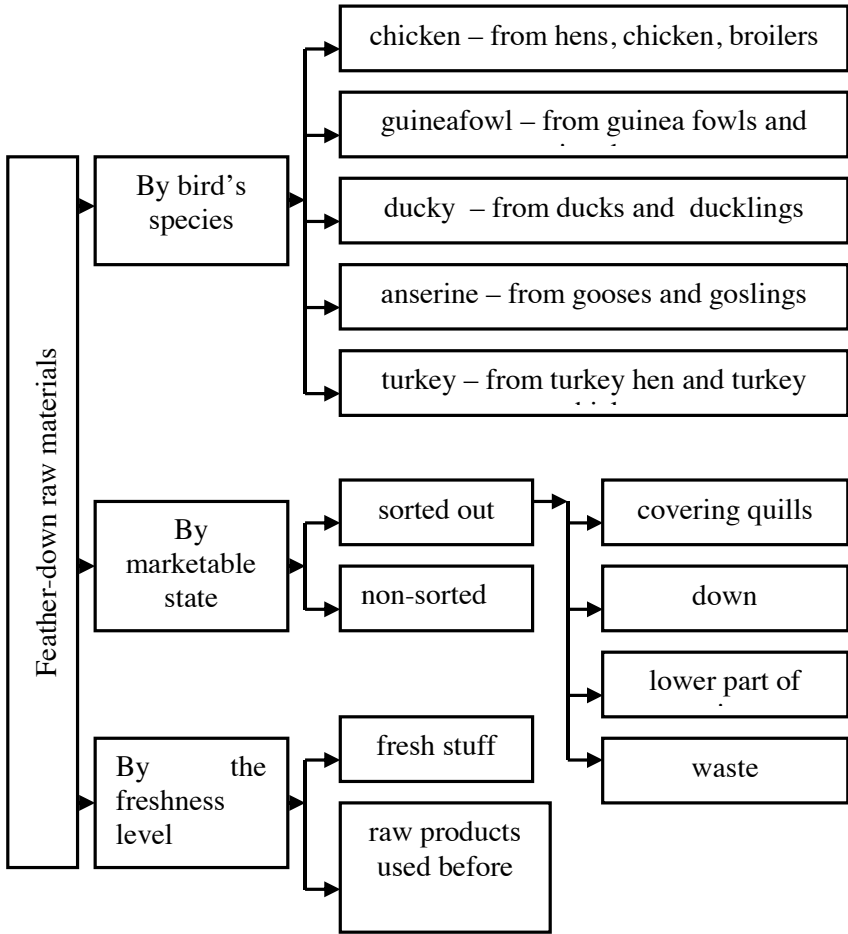 Feather-down raw materials
By bird's
species
chicken – from hens, chicken, broilers
guineafowl – from guinea fowls and
ducky – from ducks and ducklings
anserine – from gooses and goslings
turkey – from turkey hen and turkey
By
marketable
state
sorted out
non-sorted
covering quills
down
lower part of
waste
By the
freshness
level
fresh stuff
raw products
used before